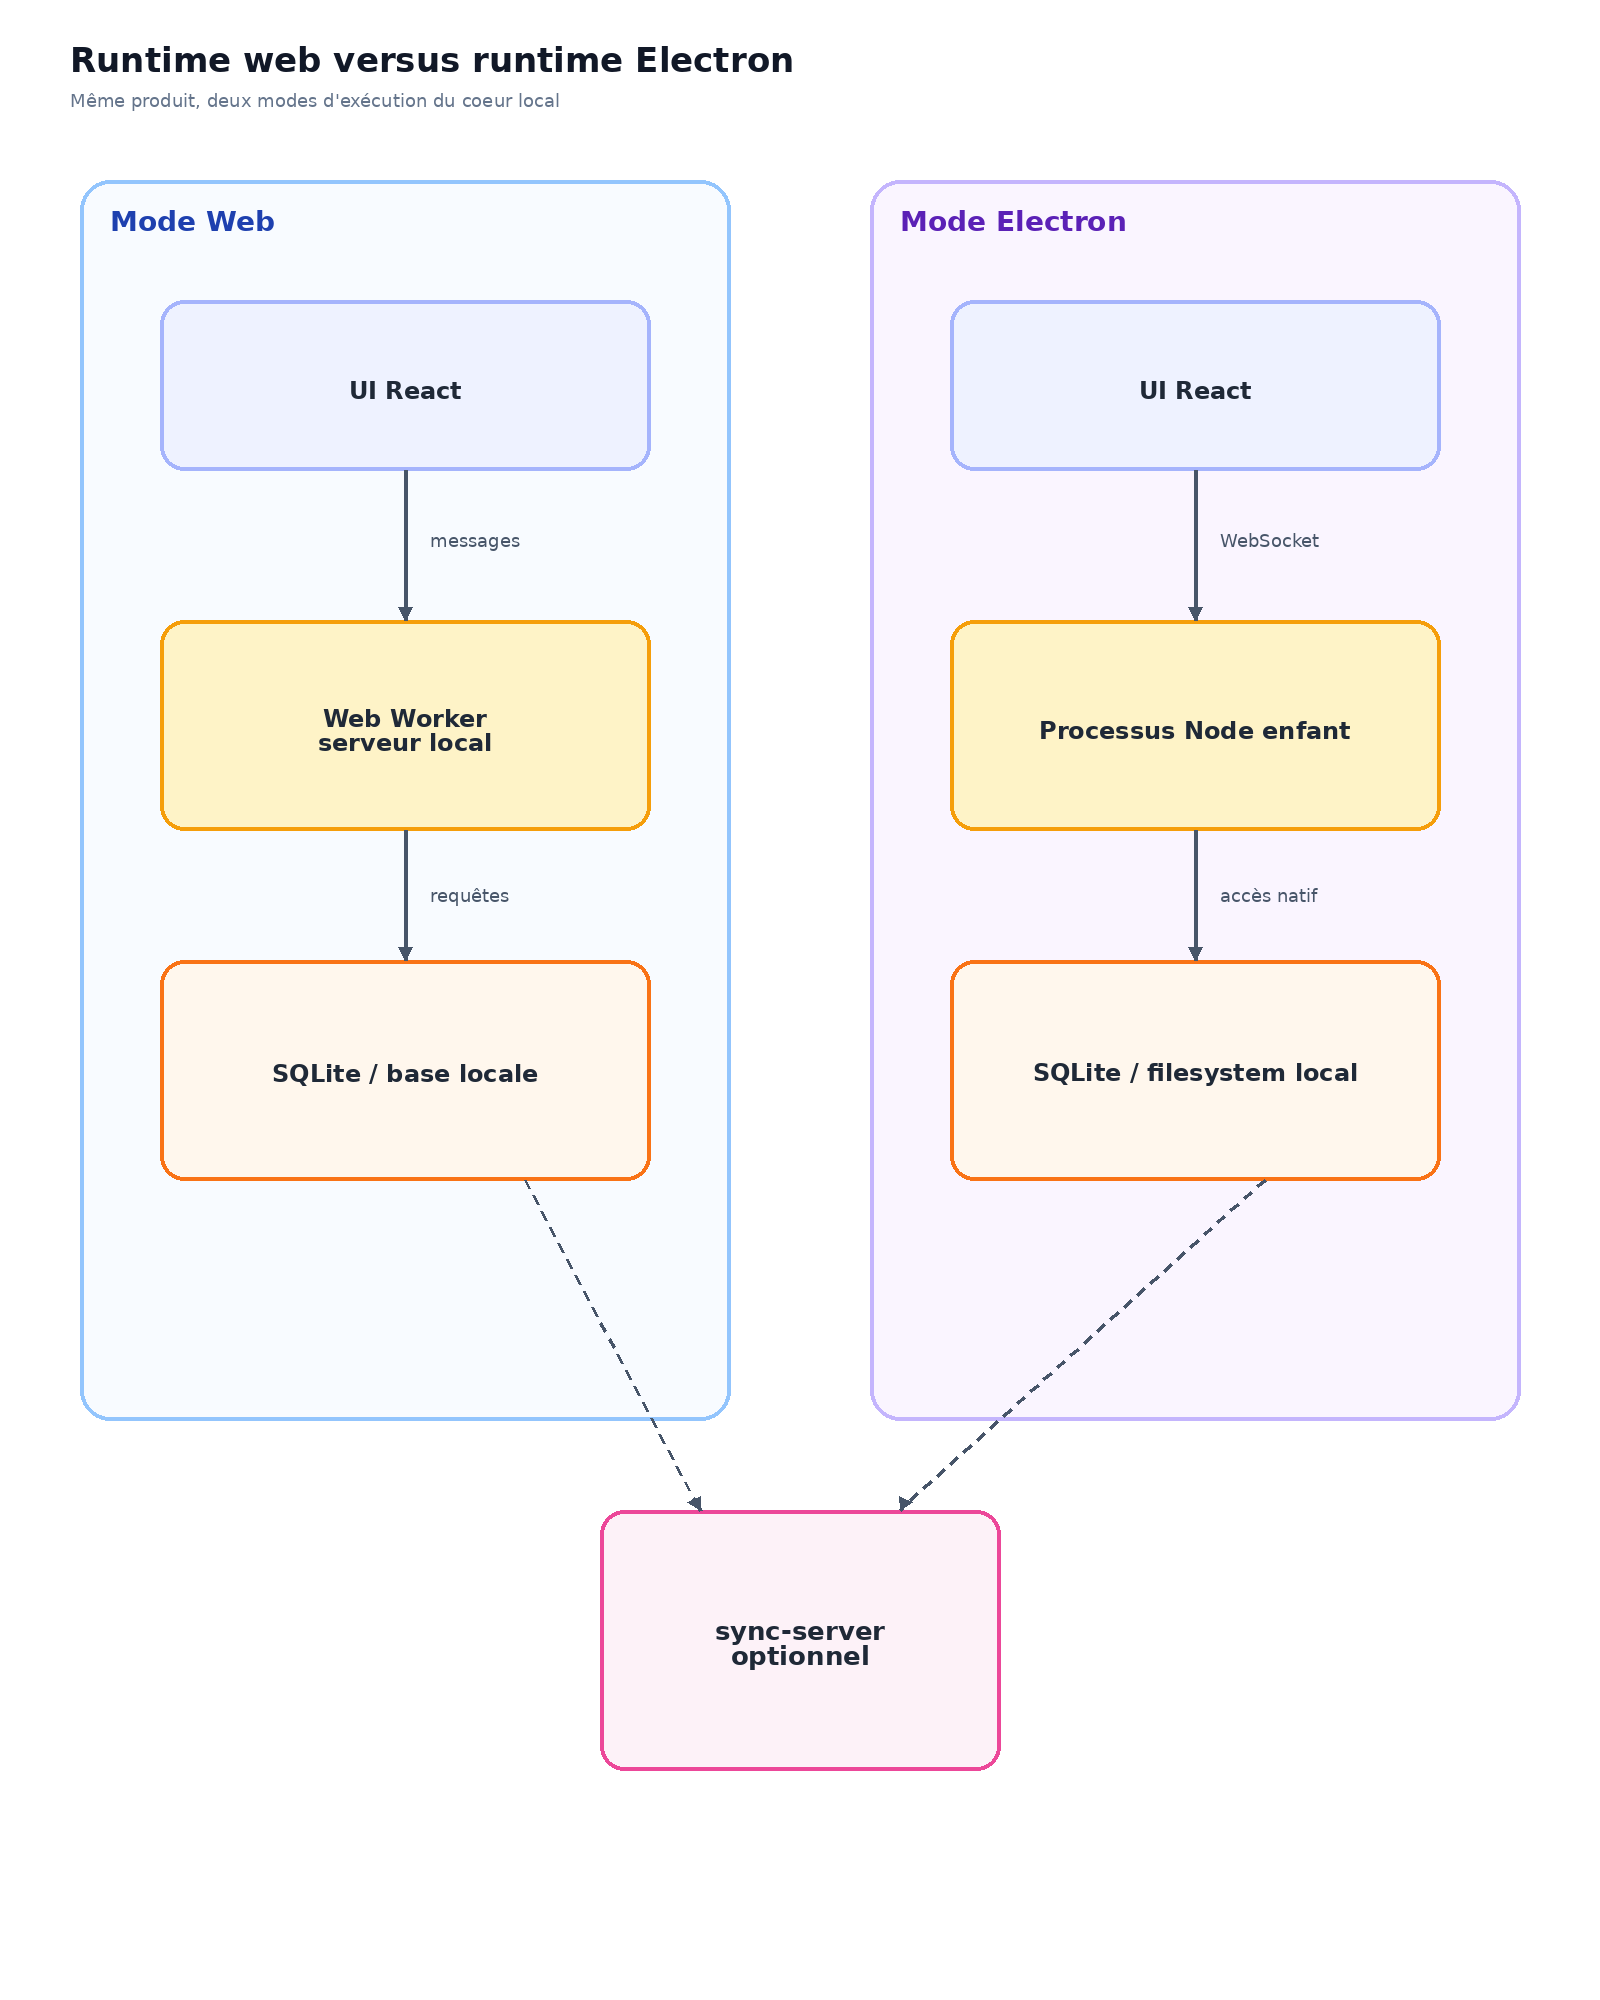 Runtime web versus runtime Electron
Même produit, deux modes d'exécution du coeur local
Mode Web
UI React
messages
Web Worker
serveur local
requêtes
SQLite / base locale
Mode Electron
UI React
WebSocket
Processus Node enfant
accès natif
SQLite / filesystem local
sync-server
optionnel